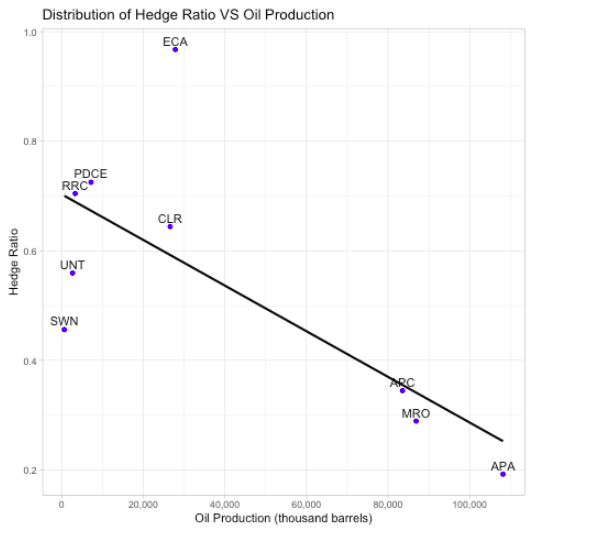 Distribution of Hedge Ratio VS Oil Production
1.0
ECA
0.8
PDCE
RRC
CLR
0.6
UNT
SWN
0.4
APC
MRO
APA
0.2
Hedge Ratio
0
20,000
40,000
60,000
80,000
100,000
Oil Production (thousand barrels)